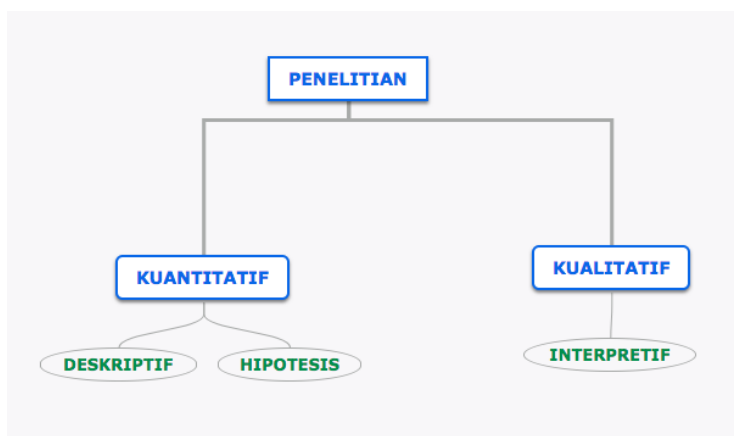 PENELITIAN
KUANTITATIF
KUALITATIF
DESKRIPTIF
HIPOTESIS
INTERPRETIF